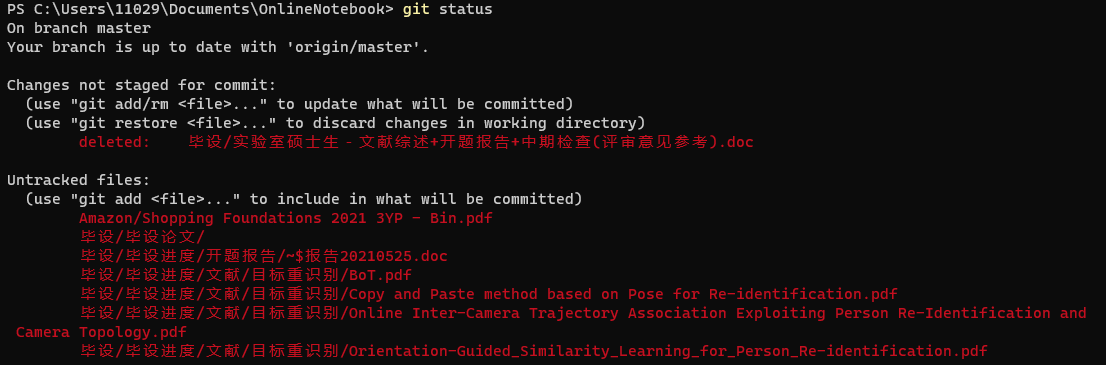 PS C:\Users\11029\Documents\OnlineNotebook> git status
On branch master
Your branch is up to date with 'origin/master'.
Changes not staged for commit:
(use "git add/rm <file>..." to update what will be committed)
(use "git restore <file>..." to discard changes in working directory)
deleted: 毕设/实验室硕士生-文献综述+开题报告+中期检查(评审意见参考).doc
Untracked files:
(use "git add <file>..." to include in what will be committed)
Amazon/Shopping Foundations 2021 3YP - Bin.pdf
毕设/毕设论文/
毕设/毕设进度/开题报告/~$报告20210525.doc
毕设/毕设进度/文献/目标重识别/BoT.pdf
毕设/毕设进度/文献/目标重识别/Copy and Paste method based on Pose for Re-identification.pdf
毕设/毕设进度/文献/目标重识别/Online Inter-Camera Trajectory Association Exploiting Person Re-Identification and
Camera Topology.pdf
毕设/毕设进度/文献/目标重识别/Orientation-Guided_Similarity_Learning_for_Person_Re-identification.pdf